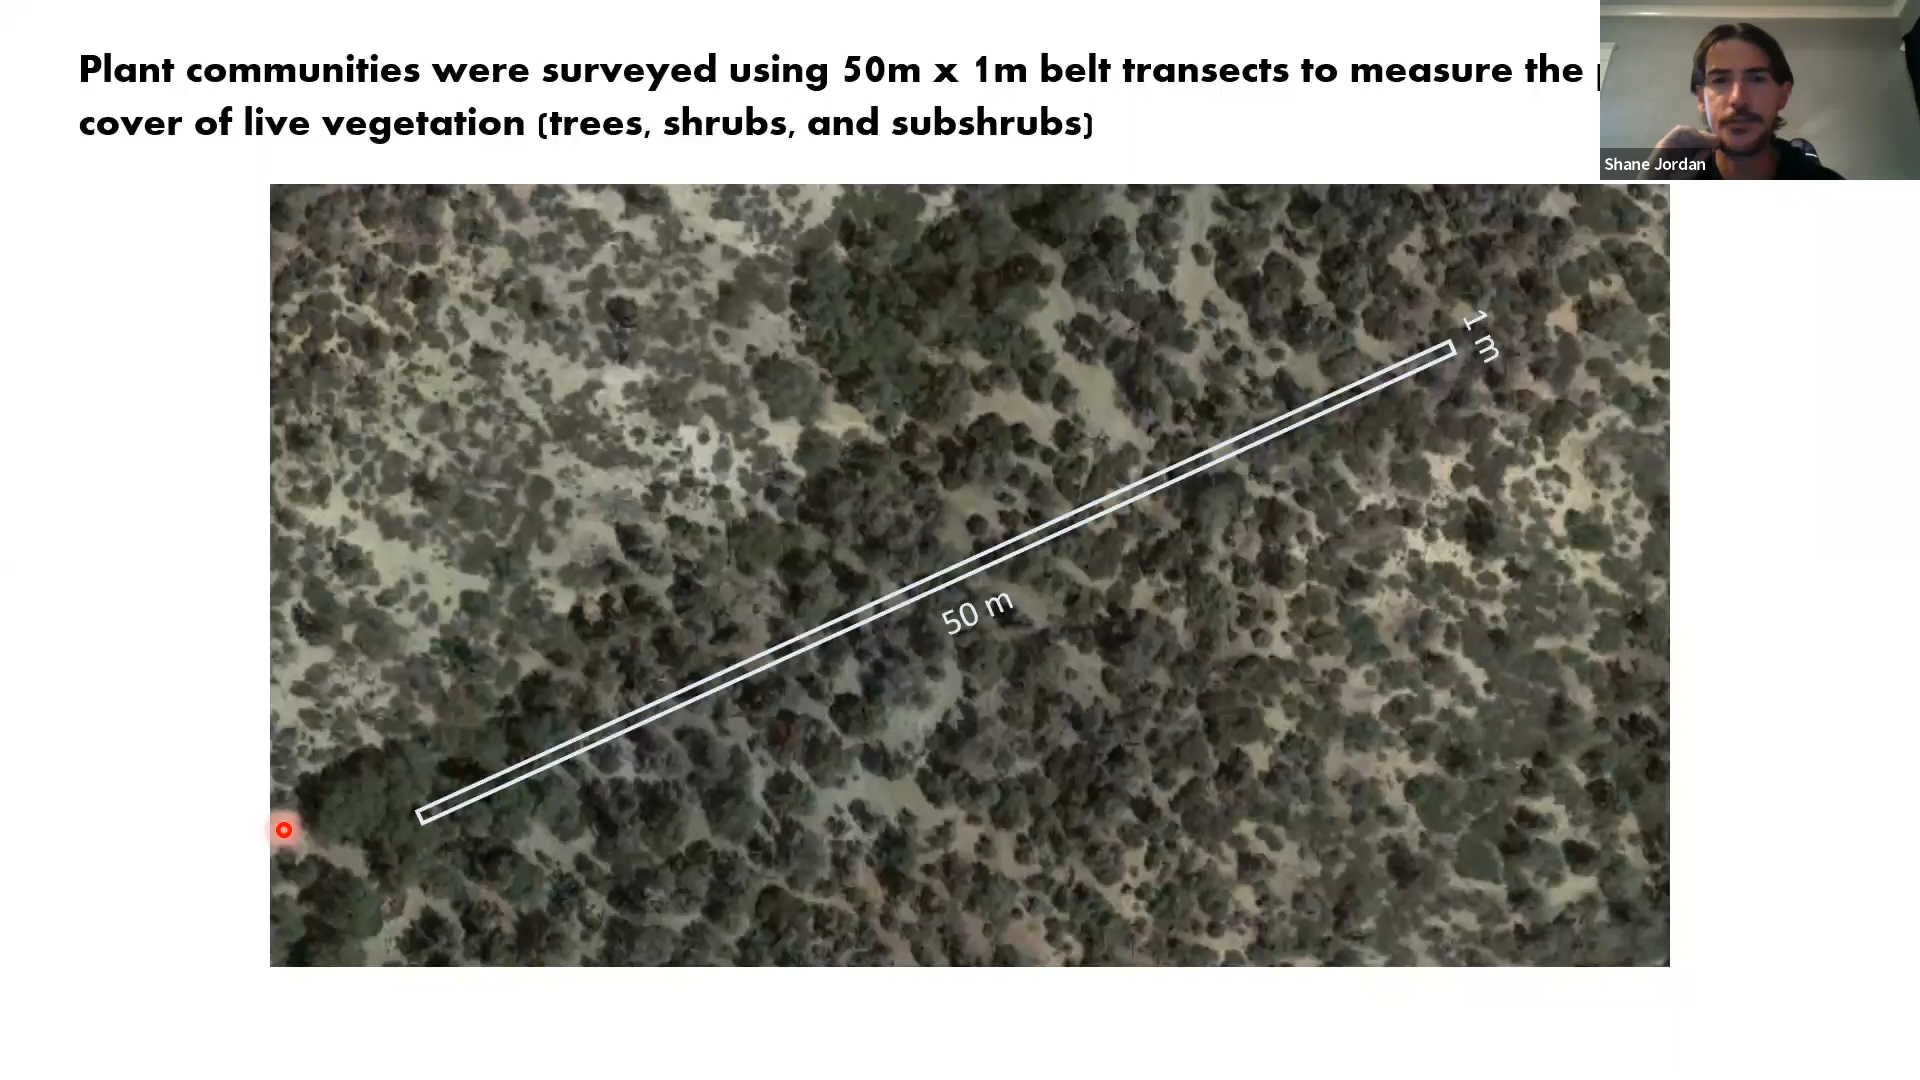 Plant communities were surveyed using 50m x 1m belt transects to measure the
cover of live vegetation (trees, shrubs, and subshrubs)
Shane Jordan
1 m
50 m